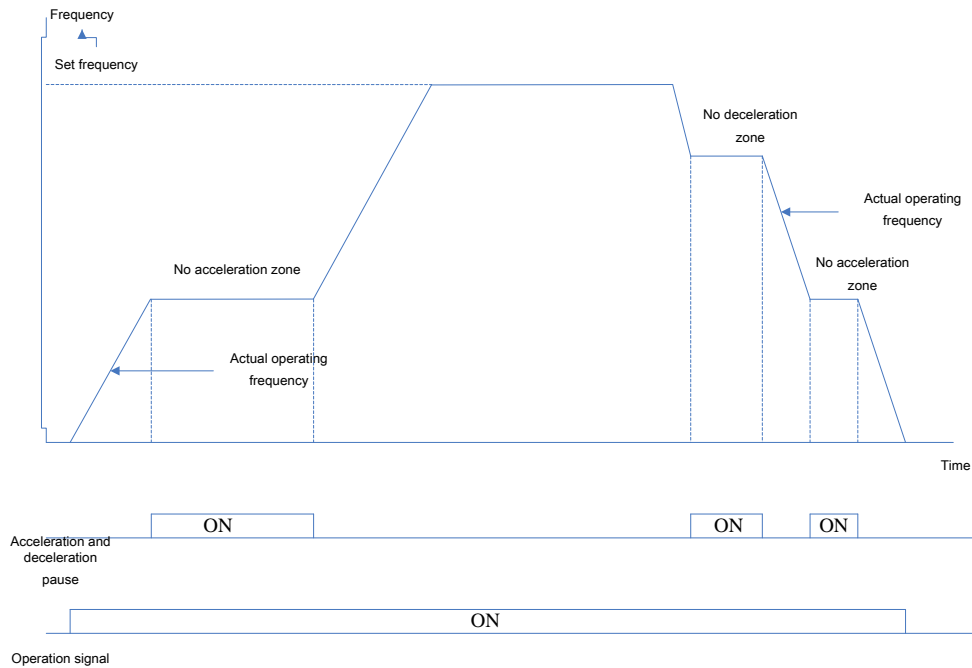 Frequency
Set frequency
No deceleration
zone
Actual operating
frequency
No acceleration zone
No acceleration
zone
Actual operating
frequency
Time
ON
ON
ON
Acceleration and
deceleration
pause
ON
Operation signal